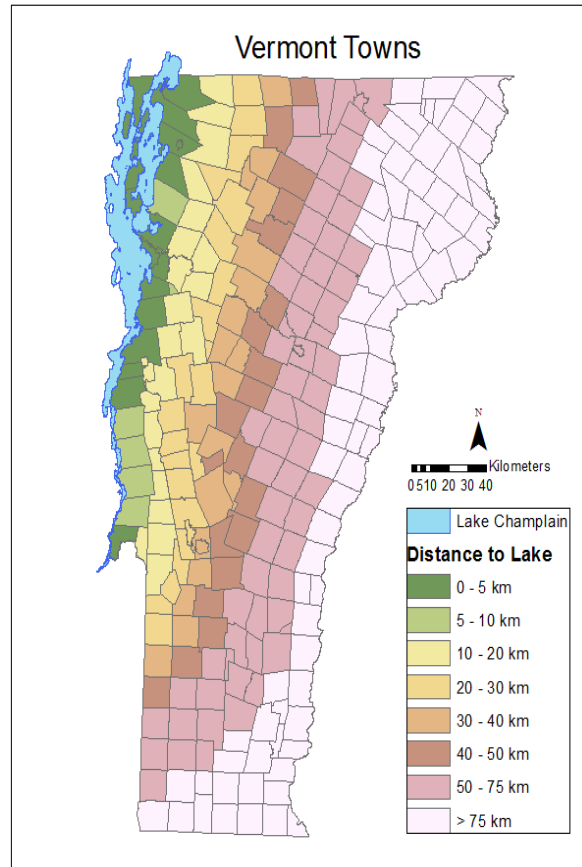 Vermont Towns
N
Kilometers
0 5 10 20 30 40
Lake Champlain
Distance to Lake
0 - 5 km
5 - 10 km
10 - 20 km
20 - 30 km
30 - 40 km
40 - 50 km
50 - 75 km
> 75 km